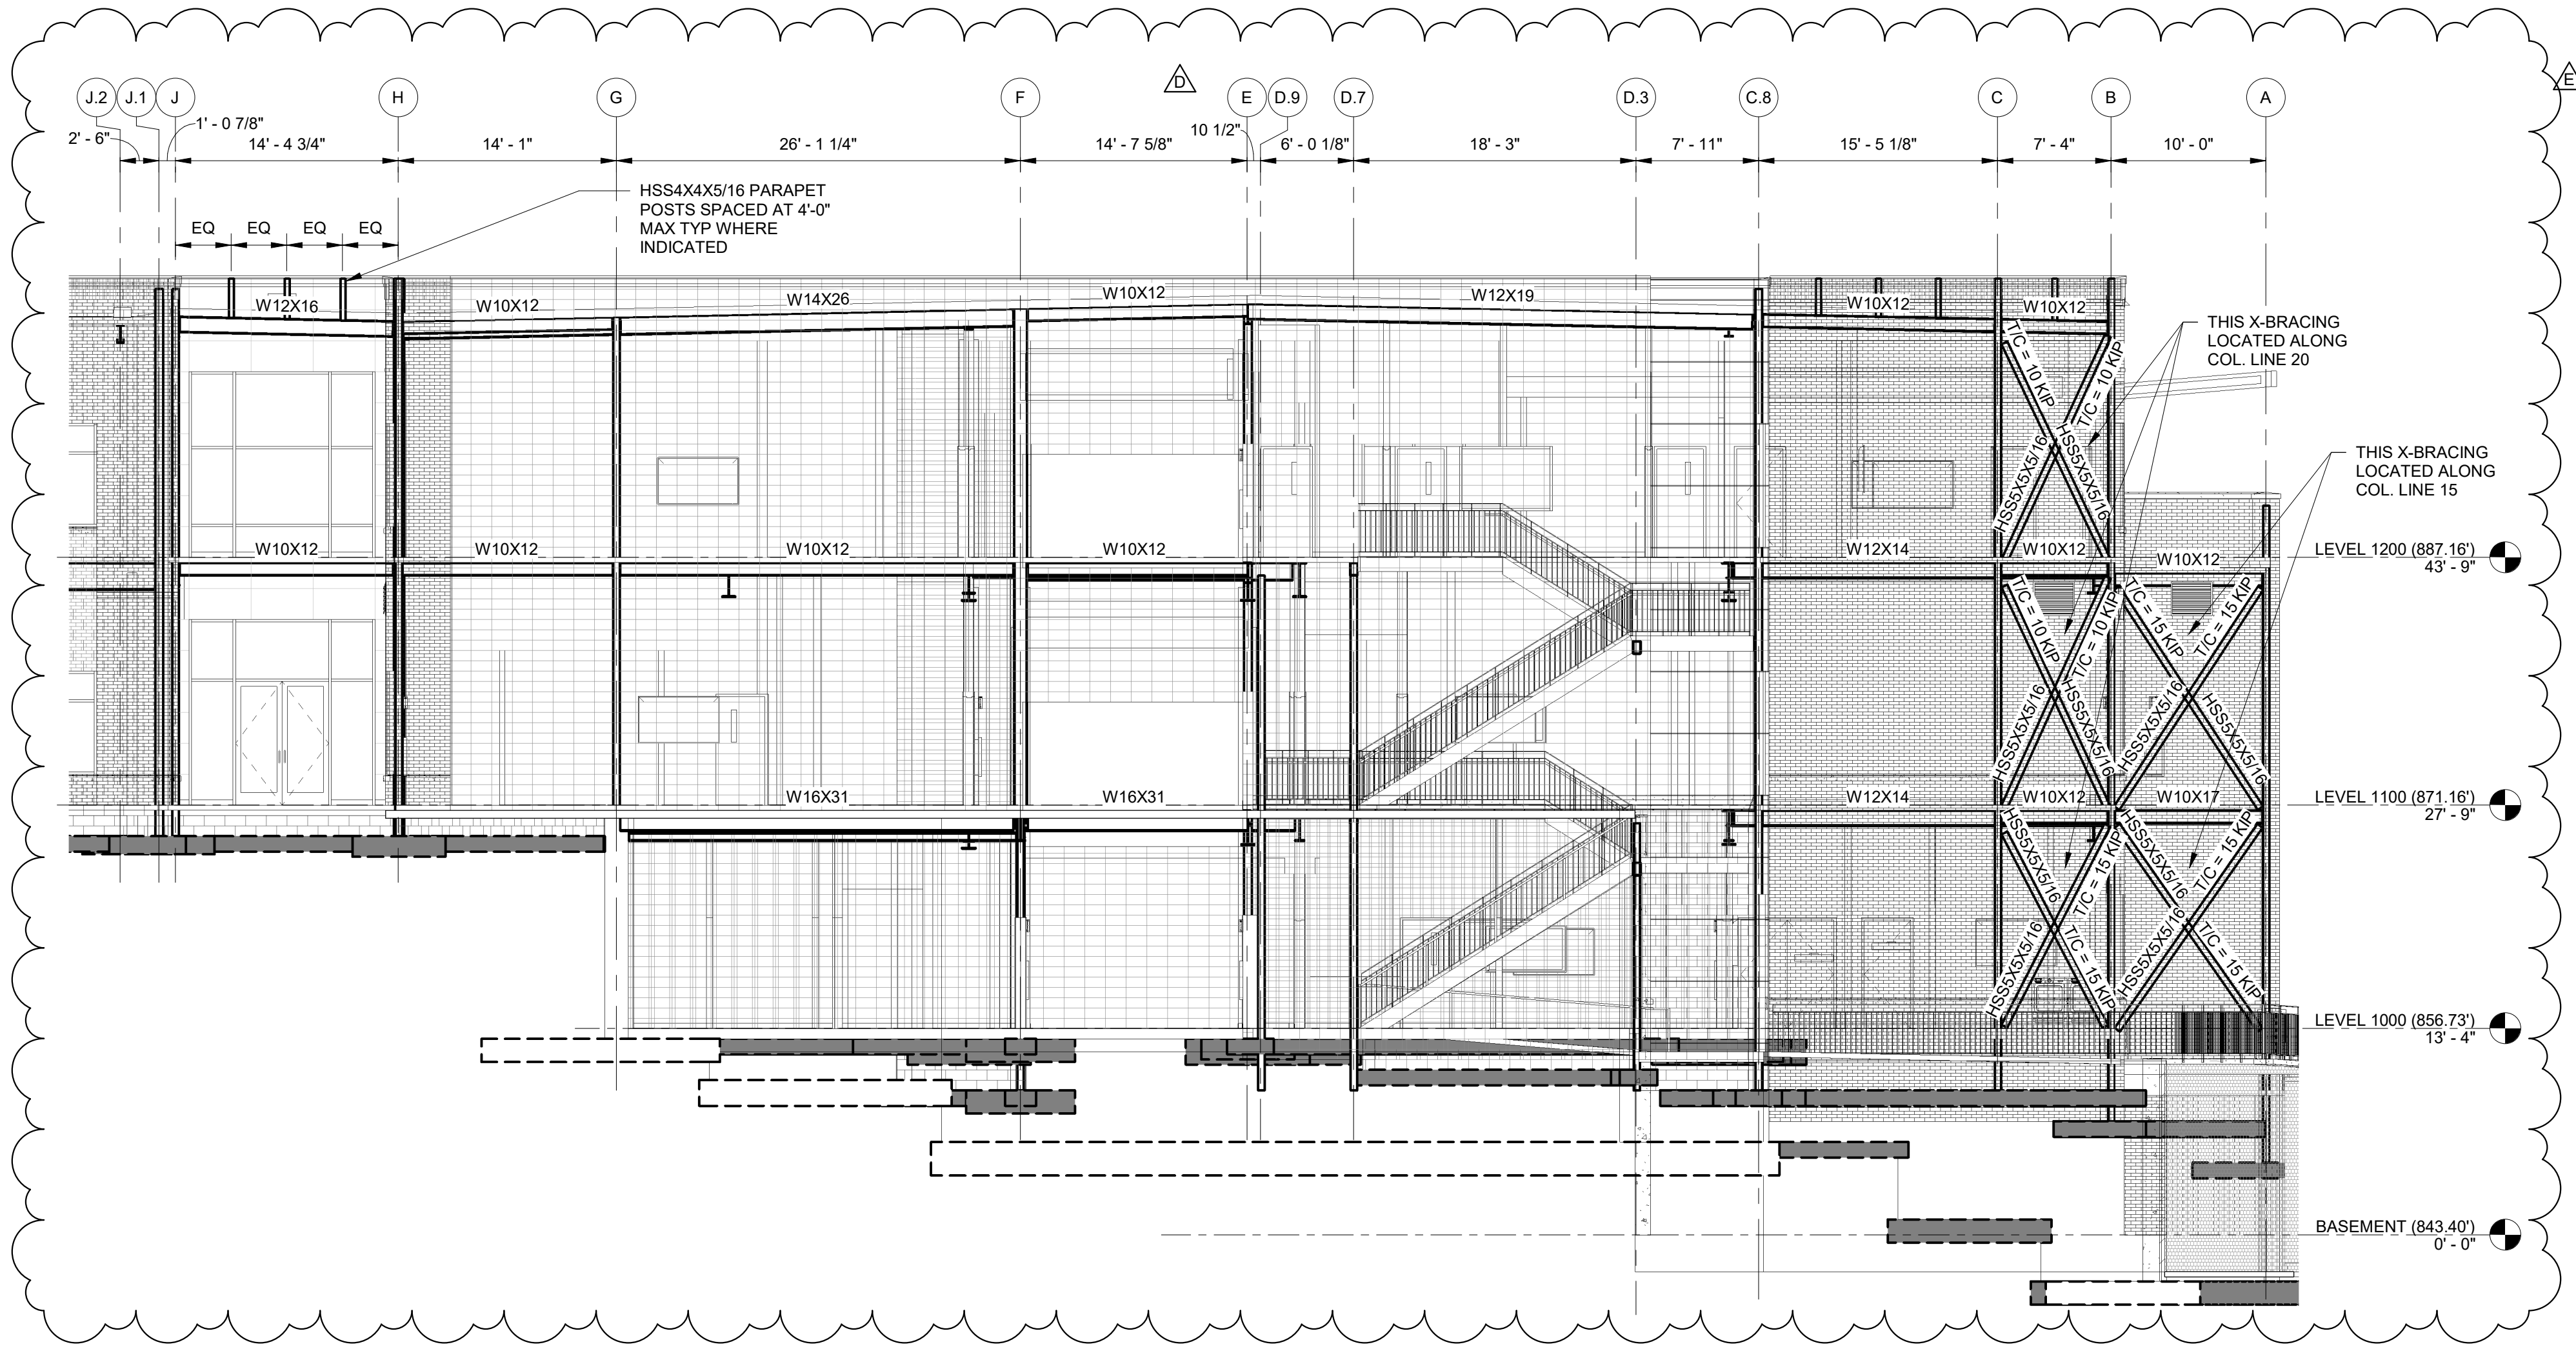 D
E
J.2 J.1 J H G F E D.9 D.7 D.3 C.8 C B A
2' - 6" 1' - 0 7/8" 14' - 4 3/4" 14' - 1" 26' - 1 1/4" 14' - 7 5/8" 10 1/2" 6' - 0 1/8" 18' - 3" 7' - 11" 15' - 5 1/8" 7' - 4" 10' - 0"
HSS4X4X5/16 PARAPET
POSTS SPACED AT 4'-0"
MAX TYP WHERE
INDICATED
EQ EQ EQ EQ
W12X16 W10X12 W14X26 W10X12 W12X19 W10X12 W10X12
THIS X-BRACING
LOCATED ALONG
COL. LINE 20
T/C = 10 KIP
T/C = 10 KIP
HSS5X5X5/16
HSS5X5X5/16
THIS X-BRACING
LOCATED ALONG
COL. LINE 15
W10X12 W10X12 W10X12 W10X12 W12X14 W10X12 W10X12
LEVEL 1200 (887.16')
43' - 9"
T/C = 10 KIP
T/C = 10 KIP
T/C = 15 KIP
T/C = 15 KIP
HSS5X5X5/16
HSS5X5X5/16
HSS5X5X5/16
HSS5X5X5/16
W16X31 W16X31 W12X14 W10X12 W10X17
LEVEL 1100 (871.16')
27' - 9"
HSS5X5X5/16
T/C = 15 KIP
HSS5X5X5/16
T/C = 15 KIP
HSS5X5X5/16
T/C = 15 KIP
HSS5X5X5/16
T/C = 15 KIP
LEVEL 1000 (856.73')
13' - 4"
BASEMENT (843.40')
0' - 0"